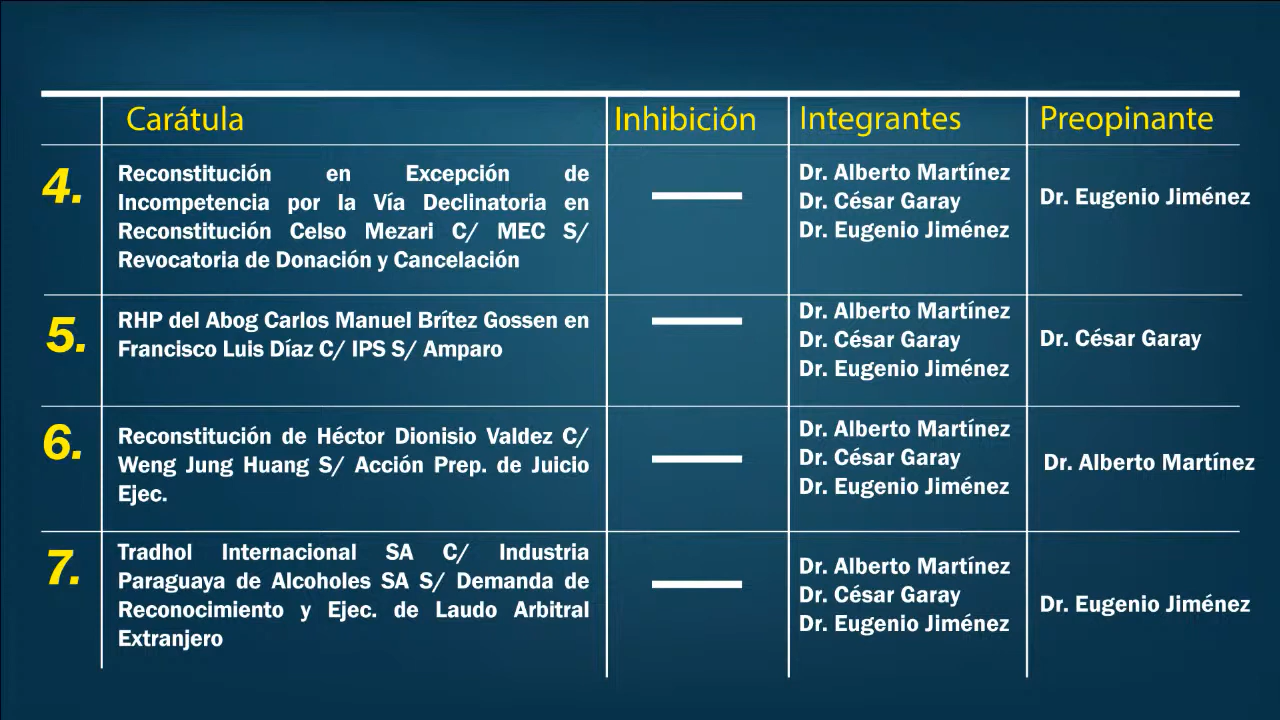 Carátula Inhibición Integrantes Preopinante
4.
Reconstitución en Excepción de
Incompetencia por la Vía Declinatoria en
Reconstitución Celso Mezari C/ MEC S/
Revocatoria de Donación y Cancelación
Dr. Alberto Martínez
Dr. César Garay
Dr. Eugenio Jiménez
Dr. Eugenio Jiménez
5.
RHP del Abog Carlos Manuel Brítez Gossen en
Francisco Luis Díaz C/ IPS S/ Amparo
Dr. Alberto Martínez
Dr. César Garay
Dr. Eugenio Jiménez
Dr. César Garay
6.
Reconstitución de Héctor Dionisio Valdez C/
Weng Jung Huang S/ Acción Prep. de Juicio
Ejec.
Dr. Alberto Martínez
Dr. César Garay
Dr. Eugenio Jiménez
Dr. Alberto Martínez
7.
Tradhol Internacional SA C/ Industria
Paraguaya de Alcoholes SA S/ Demanda de
Reconocimiento y Ejec. de Laudo Arbitral
Extranjero
Dr. Alberto Martínez
Dr. César Garay
Dr. Eugenio Jiménez
Dr. Eugenio Jiménez